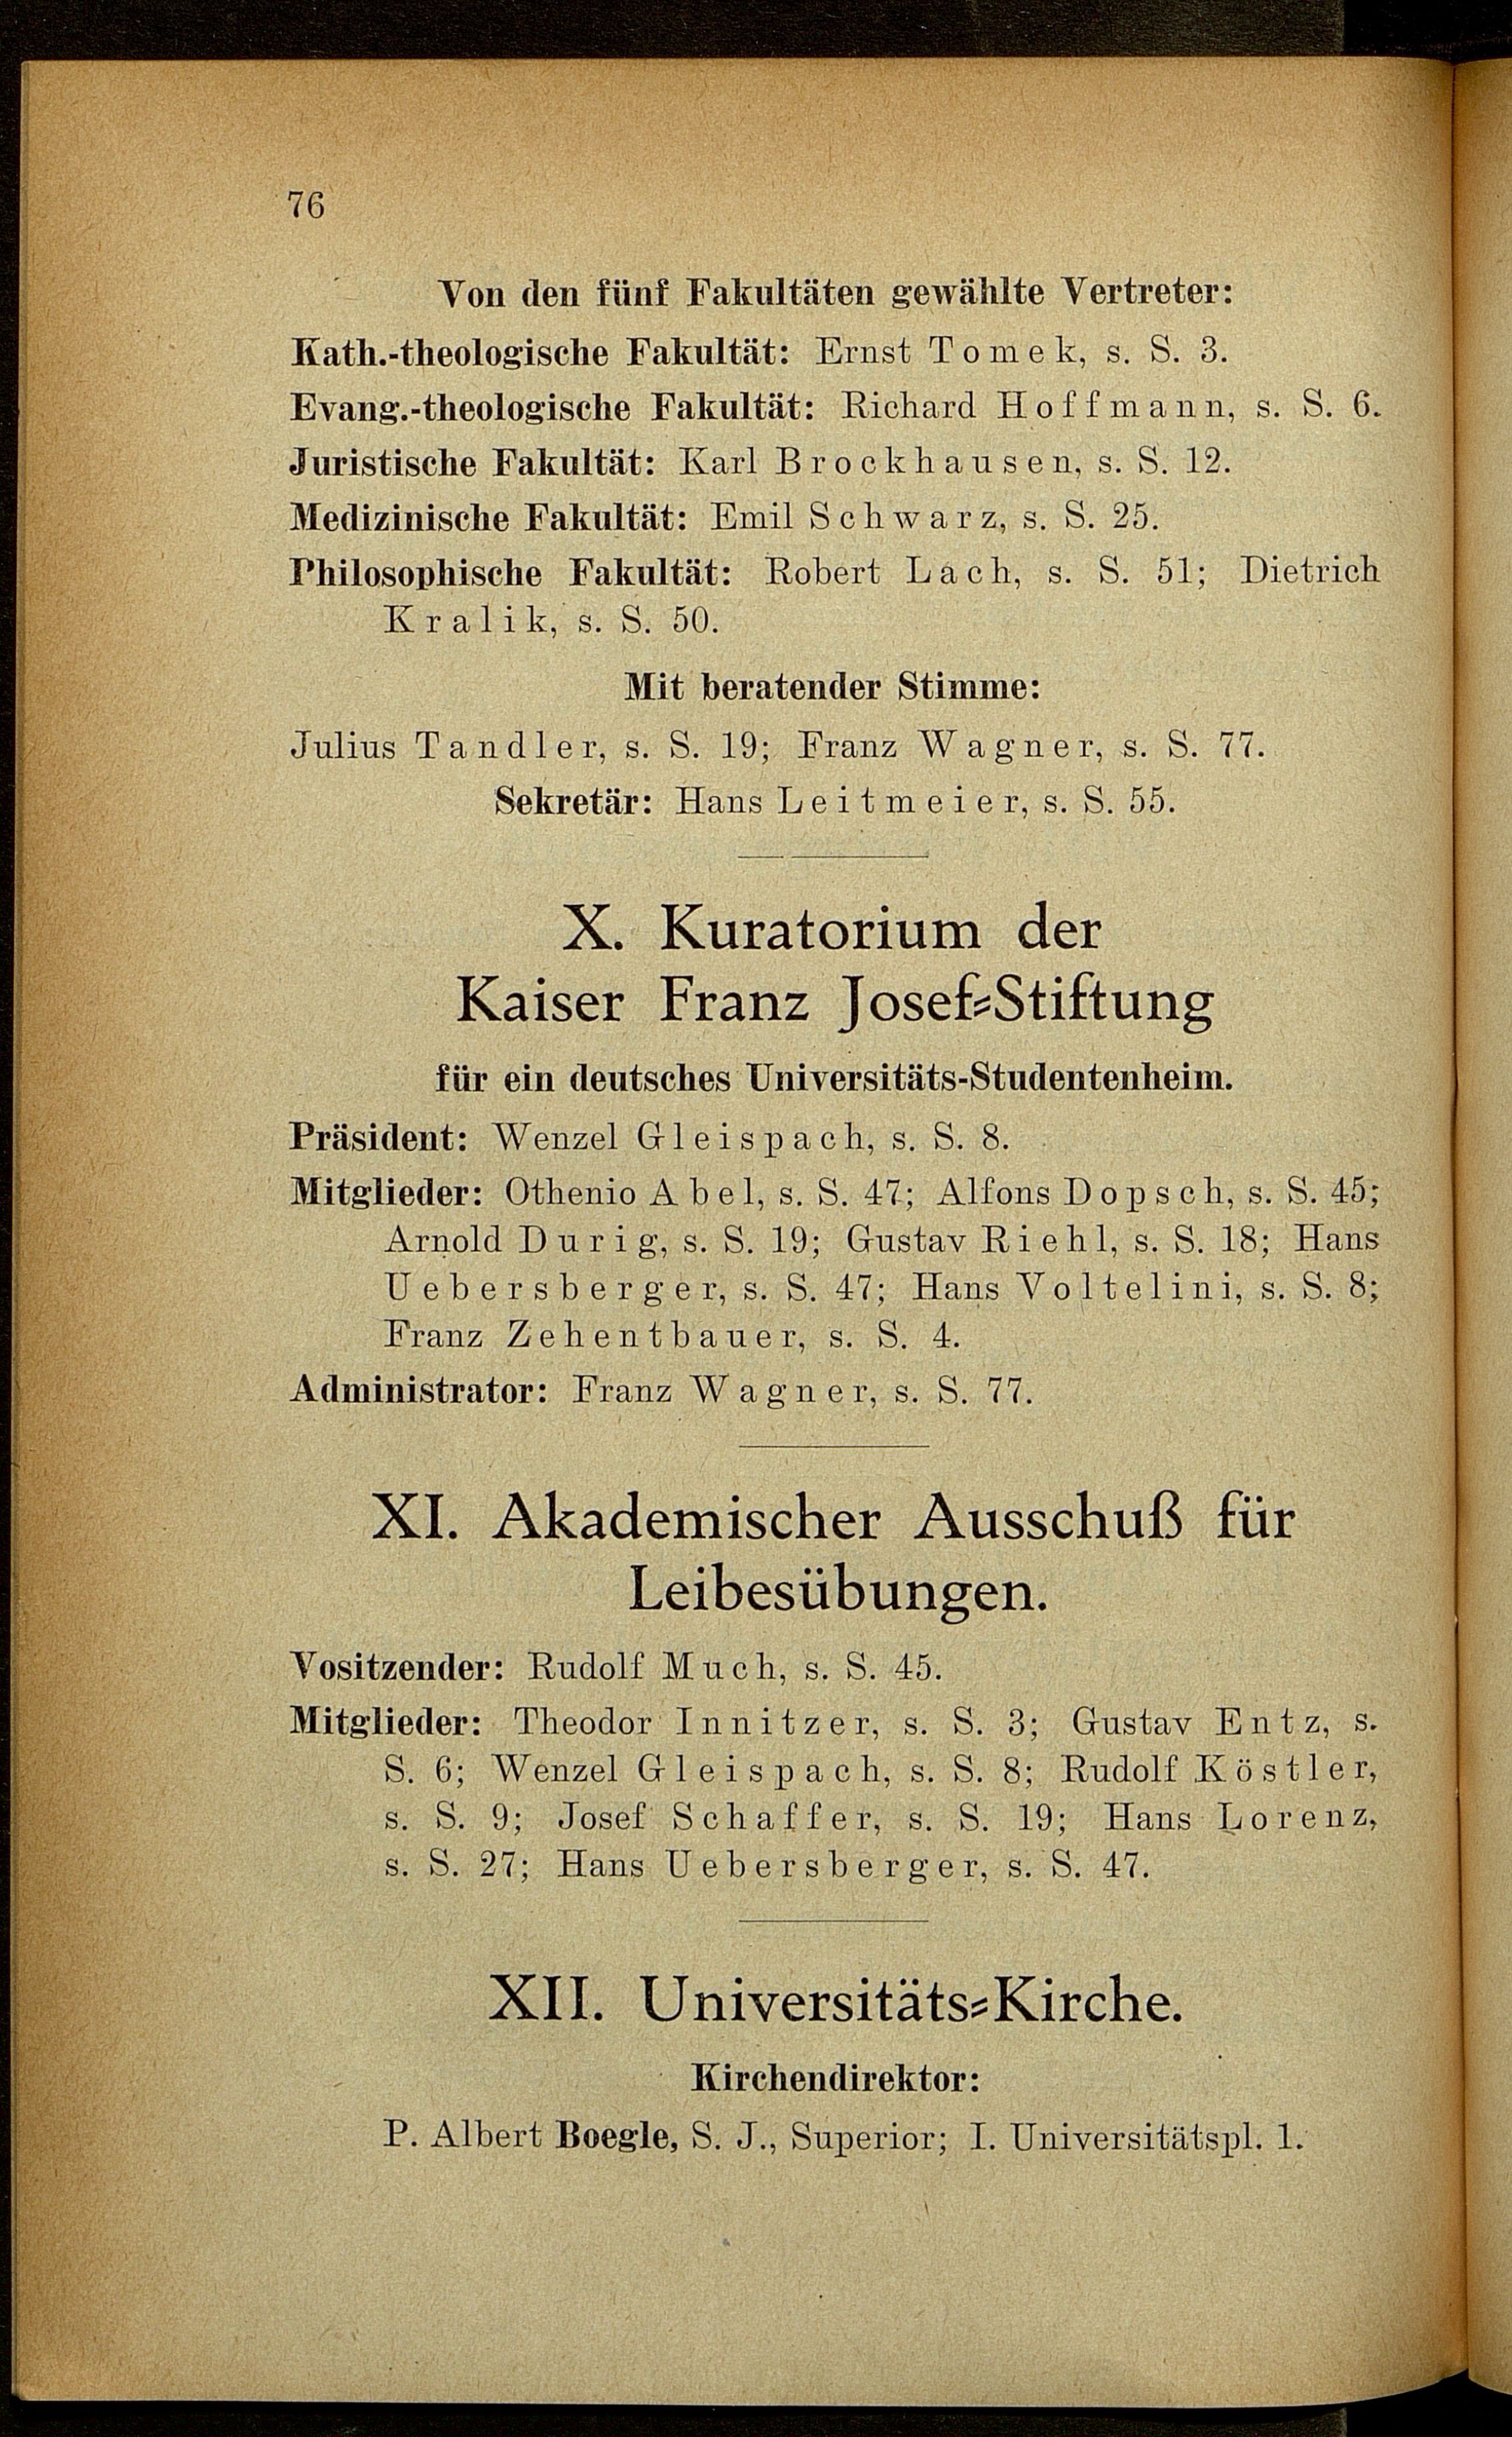 76
Von den fünf Fakultäten gewählte Vertreter:
Kath.-theologische Fakultät: Ernst Tomek, s. S. 3.
Evang.-theologische Fakultät: Richard Hoffmann, s. S. 6.
Juristische Fakultät: Karl Brockhausen, s. S. 12.
Medizinische Fakultät: Emil Schwarz, s. S. 25.
Philosophische Fakultät: Robert Lach, s. S. 51; Dietrich
Kralik, s. S. 50.
Mit beratender Stimme:
Julius Tandler, s. S. 19; Franz Wagner, s. S. 77.
Sekretär: Hans Leitmeier, s. S. 55.
X. Kuratorium der
Kaiser Franz Josef-Stiftung
für ein deutsches Universitäts-Studentenheim.
Präsident: Wenzel Gleispach, s. S. 8.
Mitglieder: Othenio Abel, s. S. 47; Alfons Dopsch, s. S. 45;
Arnold Durig, s. S. 19; Gustav Riehl, s. S. 18; Hans
Uebersberger, s. S. 47; Hans Voltelini, s. S. 8;
Franz Zehentbauer, s. S. 4.
Administrator: Franz Wagner, s. S. 77.
XI. Akademischer Ausschuß für
Leibesübungen.
Vositzender: Rudolf Much, s. S. 45.
Mitglieder: Theodor Innitzer, s. S. 3; Gustav Entz, s.
S. 6; Wenzel Gleispach, s. S. 8; Rudolf Köstler,
s. S. 9; Josef Schaffer, s. S. 19; Hans Lorenz,
s. S. 27; Hans Uebersberger, s. S. 47.
XII. Universitäts-Kirche.
Kirchendirektor:
P. Albert Boegle, S. J., Superior; I. Universitätspl. 1.